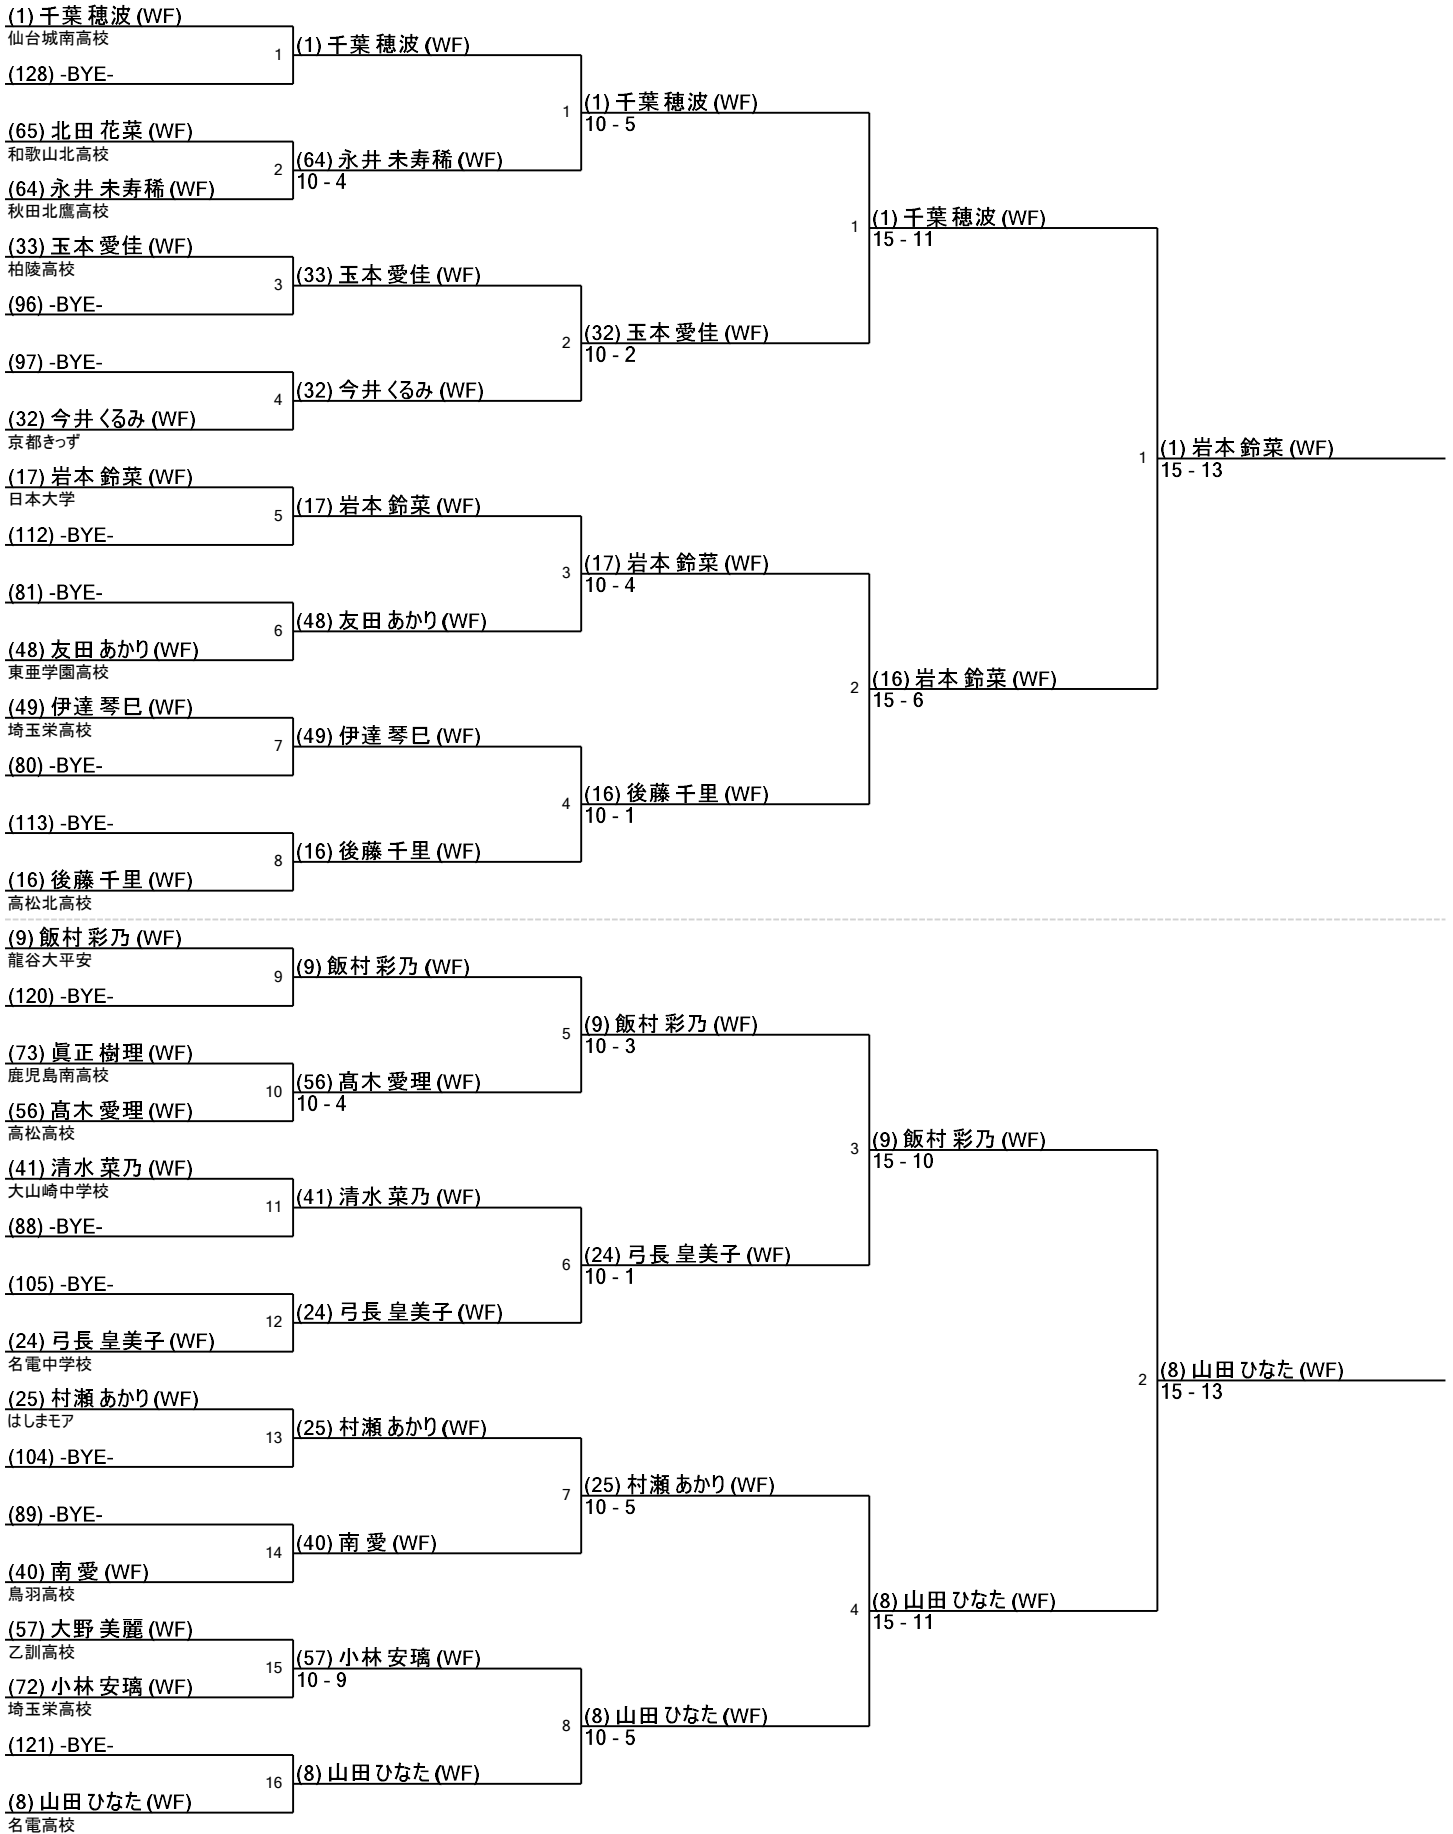 (1) 千葉 穂波 (WF)
仙台城南高校
1
(128) -BYE-
(65) 北田 花菜 (WF)
和歌山北高校
2
(64) 永井 未寿稀 (WF)
秋田北鷹高校
(33) 玉本 愛佳 (WF)
柏陵高校
3
(96) -BYE-
(97) -BYE-
4
(32) 今井 くるみ (WF)
京都きっず
(17) 岩本 鈴菜 (WF)
日本大学
5
(112) -BYE-
(81) -BYE-
6
(48) 友田 あかり (WF)
東亜学園高校
(49) 伊達 琴巳 (WF)
埼玉栄高校
7
(80) -BYE-
(113) -BYE-
8
(16) 後藤 千里 (WF)
高松北高校
(1) 千葉 穂波 (WF)
1
(64) 永井 未寿稀 (WF)
10 - 4
(33) 玉本 愛佳 (WF)
2
(32) 今井 くるみ (WF)
(17) 岩本 鈴菜 (WF)
3
(48) 友田 あかり (WF)
(49) 伊達 琴巳 (WF)
4
(16) 後藤 千里 (WF)
(1) 千葉 穂波 (WF)
10 - 5
1
(32) 玉本 愛佳 (WF)
10 - 2
(17) 岩本 鈴菜 (WF)
10 - 4
2
(16) 後藤 千里 (WF)
10 - 1
(1) 千葉 穂波 (WF)
15 - 11
1
(16) 岩本 鈴菜 (WF)
15 - 6
(1) 岩本 鈴菜 (WF)
15 - 13
(9) 飯村 彩乃 (WF)
龍谷大平安
9
(120) -BYE-
(73) 眞正 樹理 (WF)
鹿児島南高校
10
(56) 髙木 愛理 (WF)
高松高校
(41) 清水 菜乃 (WF)
大山崎中学校
11
(88) -BYE-
(105) -BYE-
12
(24) 弓長 皇美子 (WF)
名電中学校
(25) 村瀬 あかり (WF)
はしまモア
13
(104) -BYE-
(89) -BYE-
14
(40) 南 愛 (WF)
鳥羽高校
(57) 大野 美麗 (WF)
乙訓高校
15
(72) 小林 安璃 (WF)
埼玉栄高校
(121) -BYE-
16
(8) 山田 ひなた (WF)
名電高校
(9) 飯村 彩乃 (WF)
5
(56) 髙木 愛理 (WF)
10 - 4
(41) 清水 菜乃 (WF)
6
(24) 弓長 皇美子 (WF)
(25) 村瀬 あかり (WF)
7
(40) 南 愛 (WF)
(57) 小林 安璃 (WF)
10 - 9
8
(8) 山田 ひなた (WF)
(9) 飯村 彩乃 (WF)
10 - 3
3
(24) 弓長 皇美子 (WF)
10 - 1
(25) 村瀬 あかり (WF)
10 - 5
4
(8) 山田 ひなた (WF)
10 - 5
(9) 飯村 彩乃 (WF)
15 - 10
2
(8) 山田 ひなた (WF)
15 - 11
(8) 山田 ひなた (WF)
15 - 13